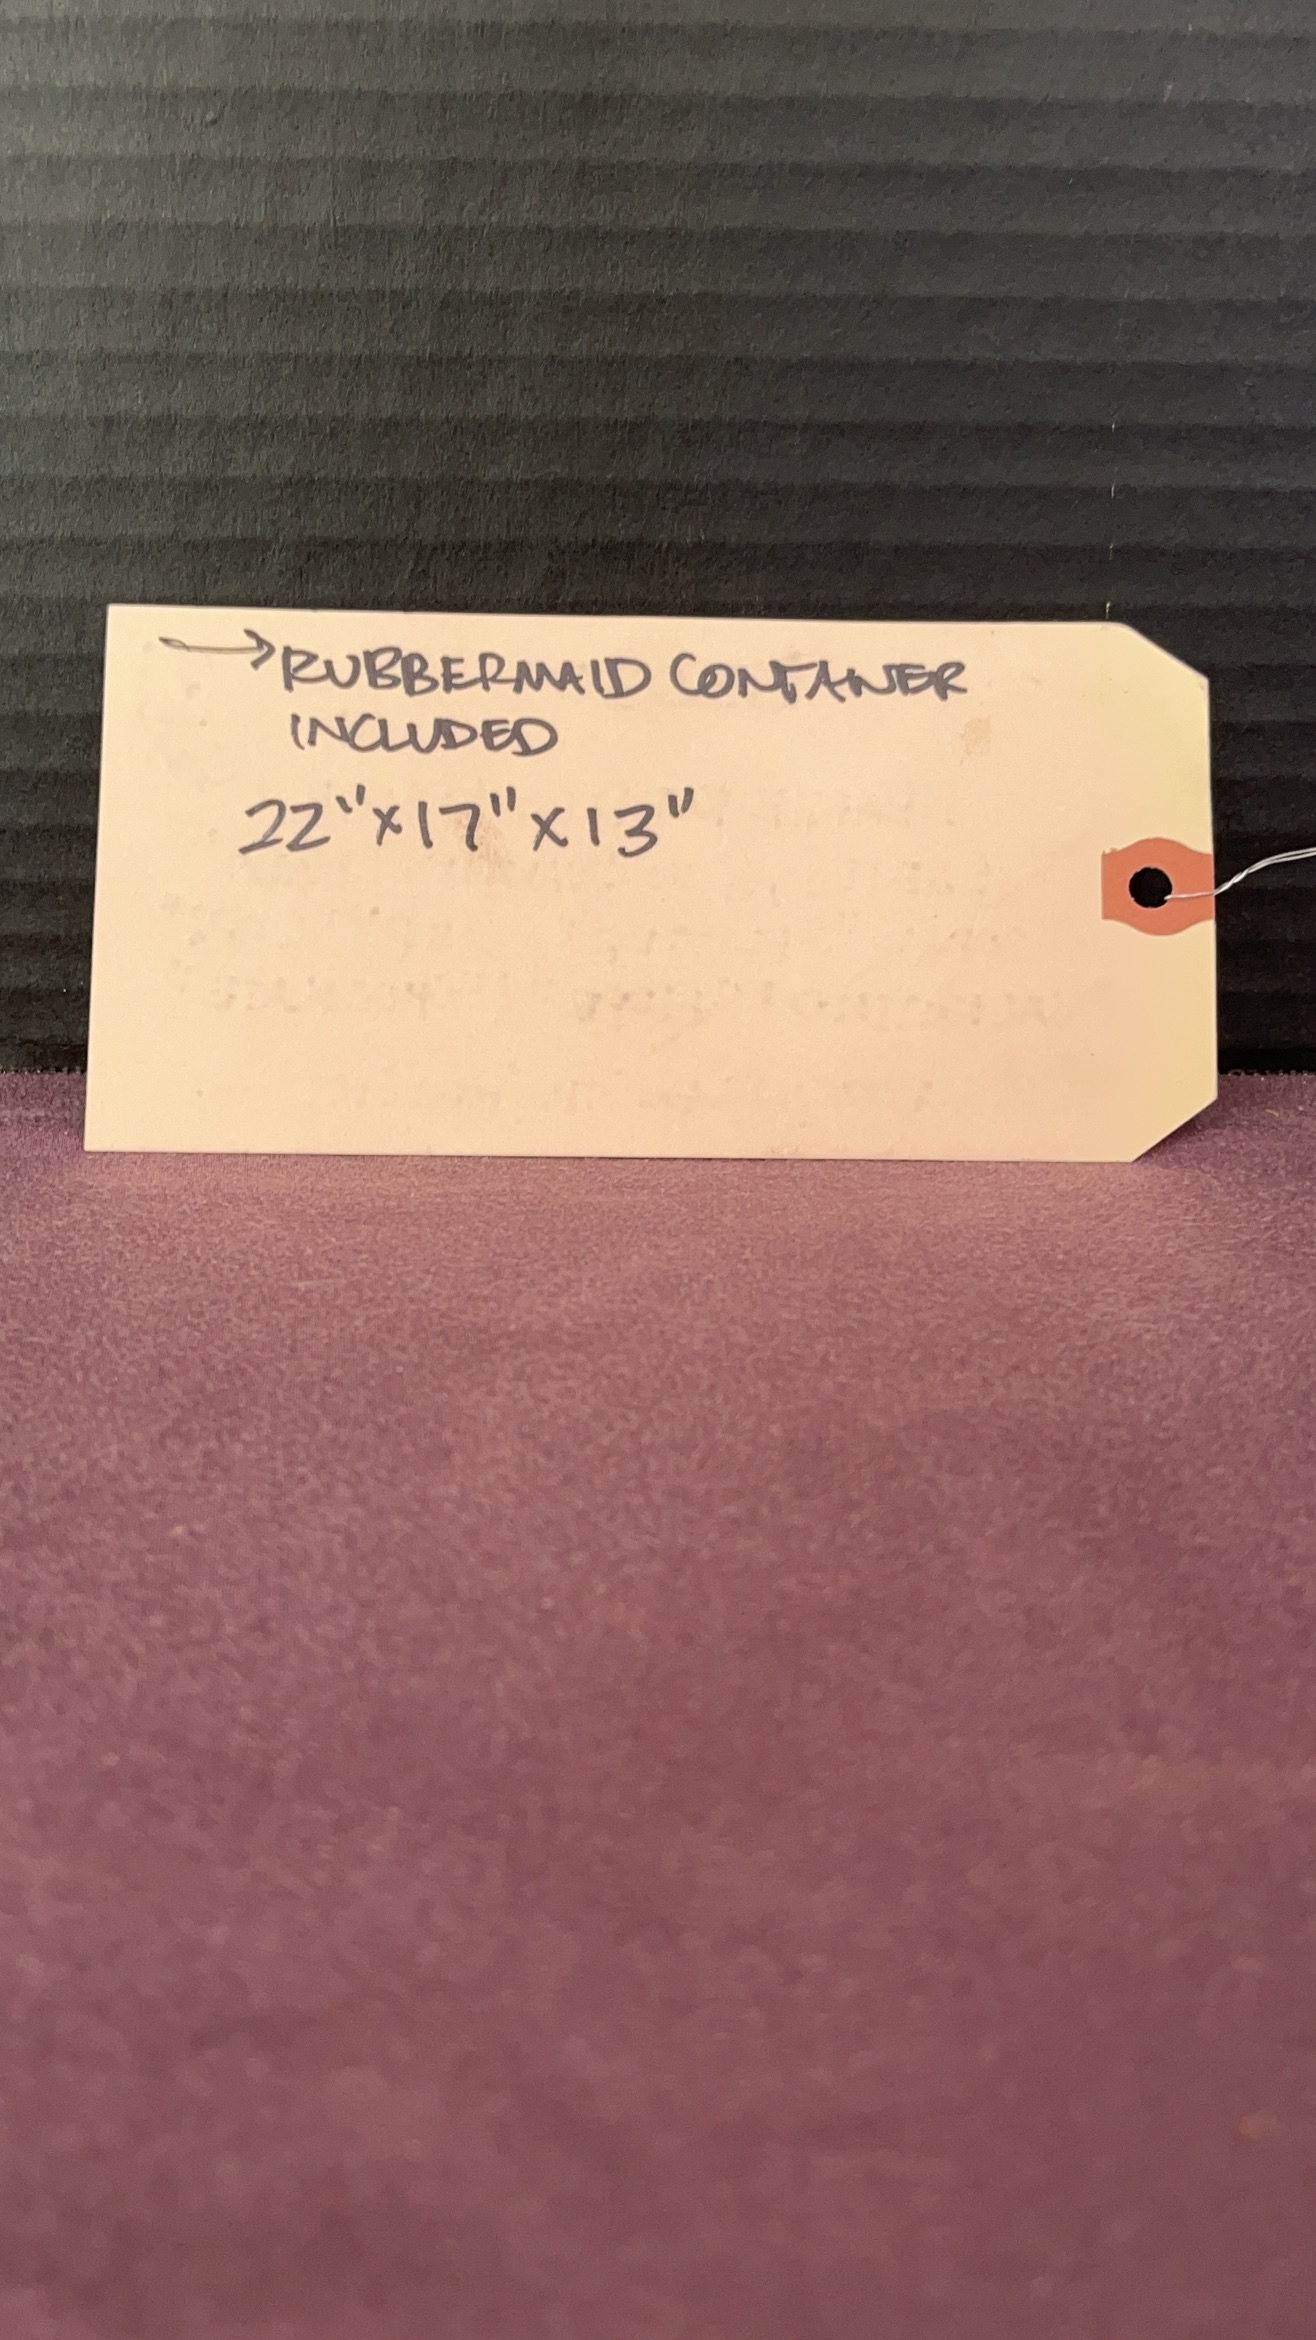 → RUBBERMAID CONTAINER
INCLUDED
22"x17"x13"